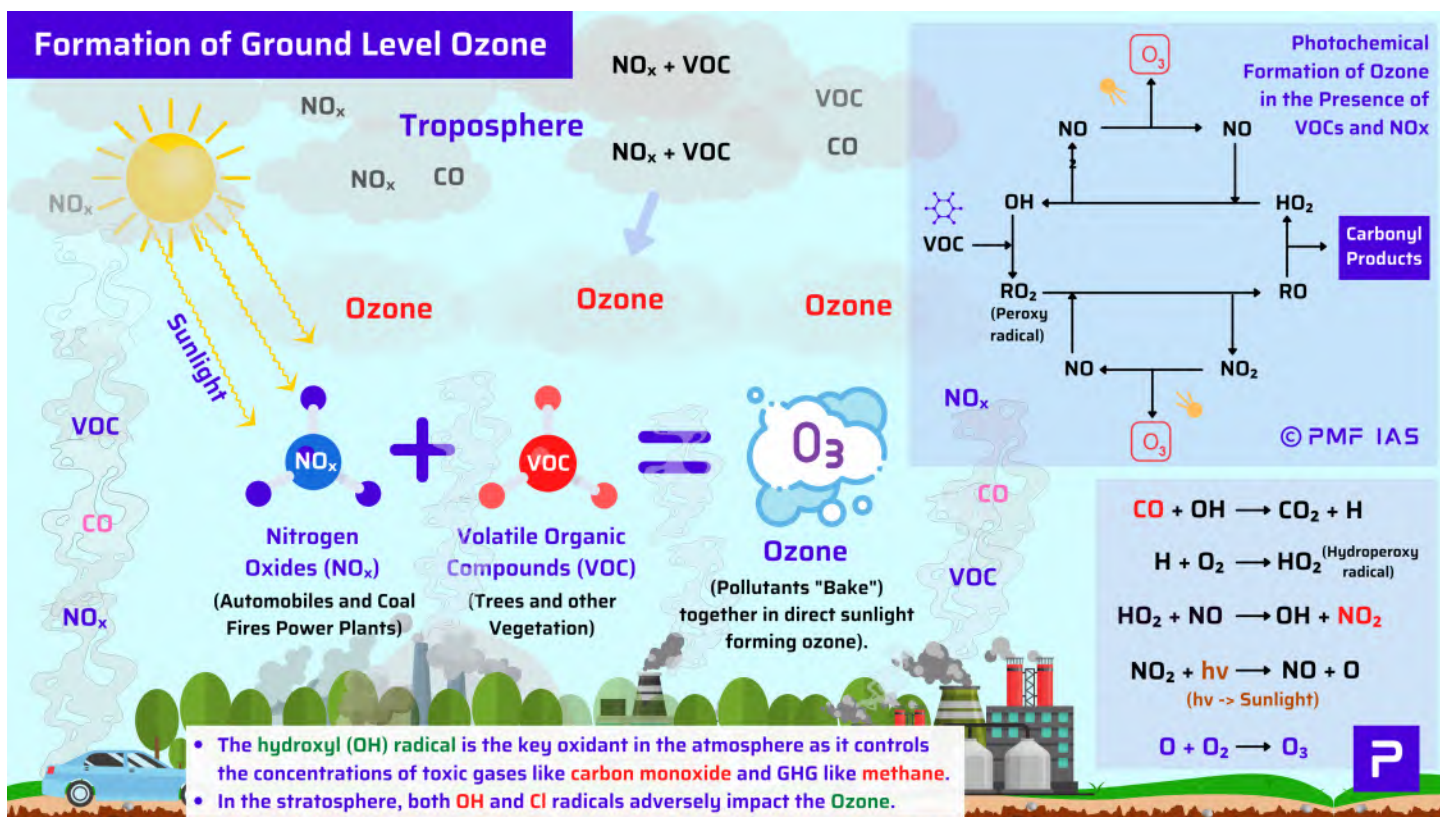 Formation of Ground Level Ozone
NOₓ + VOC
NOₓ
VOC
Troposphere
NOₓ + VOC
CO
NOₓ
CO
NOₓ
Sunlight
Ozone
Ozone
Ozone
VOC
CO
NOₓ
NOₓ
VOC
O₃
Nitrogen
Oxides (NOₓ)
(Automobiles and Coal
Fires Power Plants)
Volatile Organic
Compounds (VOC)
(Trees and other
Vegetation)
Ozone
(Pollutants "Bake")
together in direct sunlight
forming ozone).
NOₓ
CO
VOC
Photochemical
Formation of Ozone
in the Presence of
VOCs and NOx
O₃
NO
2
NO
OH
HO₂
VOC
Carbonyl
Products
RO₂
(Peroxy
radical)
RO
NO
NO₂
O₃
© PMF IAS
CO + OH → CO₂ + H
H + O₂ → HO₂ (Hydroperoxy
radical)
HO₂ + NO → OH + NO₂
NO₂ + hv → NO + O
(hv -> Sunlight)
O + O₂ → O₃
• The hydroxyl (OH) radical is the key oxidant in the atmosphere as it controls
the concentrations of toxic gases like carbon monoxide and GHG like methane.
• In the stratosphere, both OH and Cl radicals adversely impact the Ozone.
P